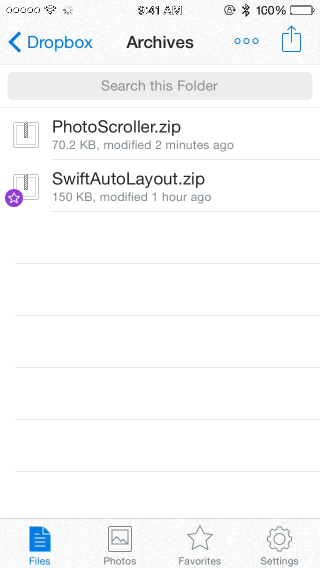 9:41 AM
100%
Dropbox
Archives
Search this Folder
PhotoScroller.zip
70.2 KB, modified 2 minutes ago
SwiftAutoLayout.zip
150 KB, modified 1 hour ago
Files
Photos
Favorites
Settings